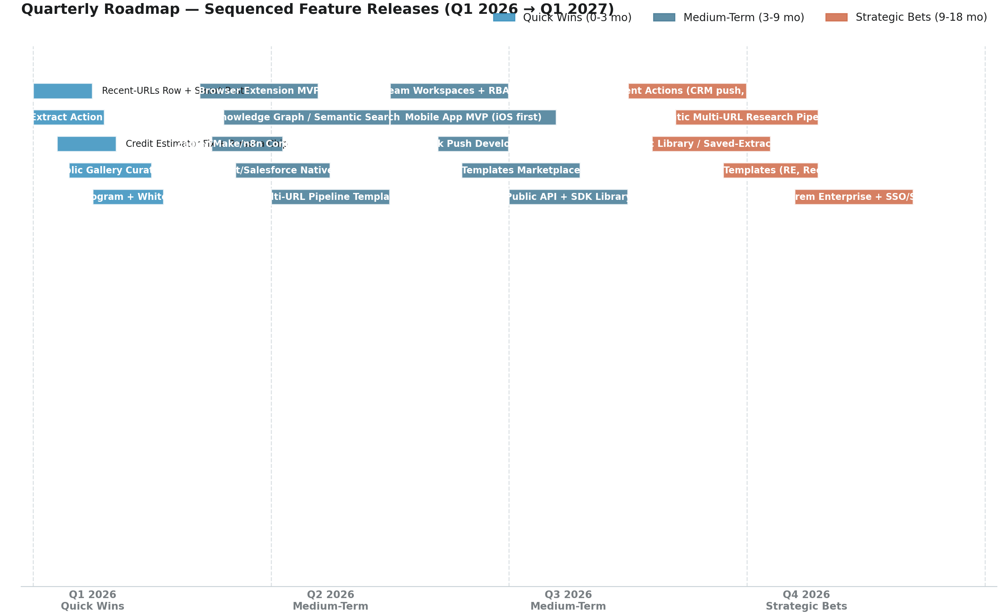 Quarterly Roadmap — Sequenced Feature Releases (Q1 2026 → Q1 2027)
Quick Wins (0-3 mo)
Medium-Term (3-9 mo)
Strategic Bets (9-18 mo)
Recent-URLs Row + Smart
Browser Extension MVP
eam Workspaces + RBA
ent Actions (CRM push,
Extract Action
nowledge Graph / Semantic Search
Mobile App MVP (iOS first)
tic Multi-URL Research Pipe
Credit Estimator Fix
/Make/n8n
k Push Develo
c Library / Saved-Extrac
blic Gallery Curat
t/Salesforce Native
Templates Marketplace
Templates (RE, Rec
ogram + White
lti-URL Pipeline Templa
Public API + SDK Library
rem Enterprise + SSO/S
Q1 2026
Quick Wins
Q2 2026
Medium-Term
Q3 2026
Medium-Term
Q4 2026
Strategic Bets